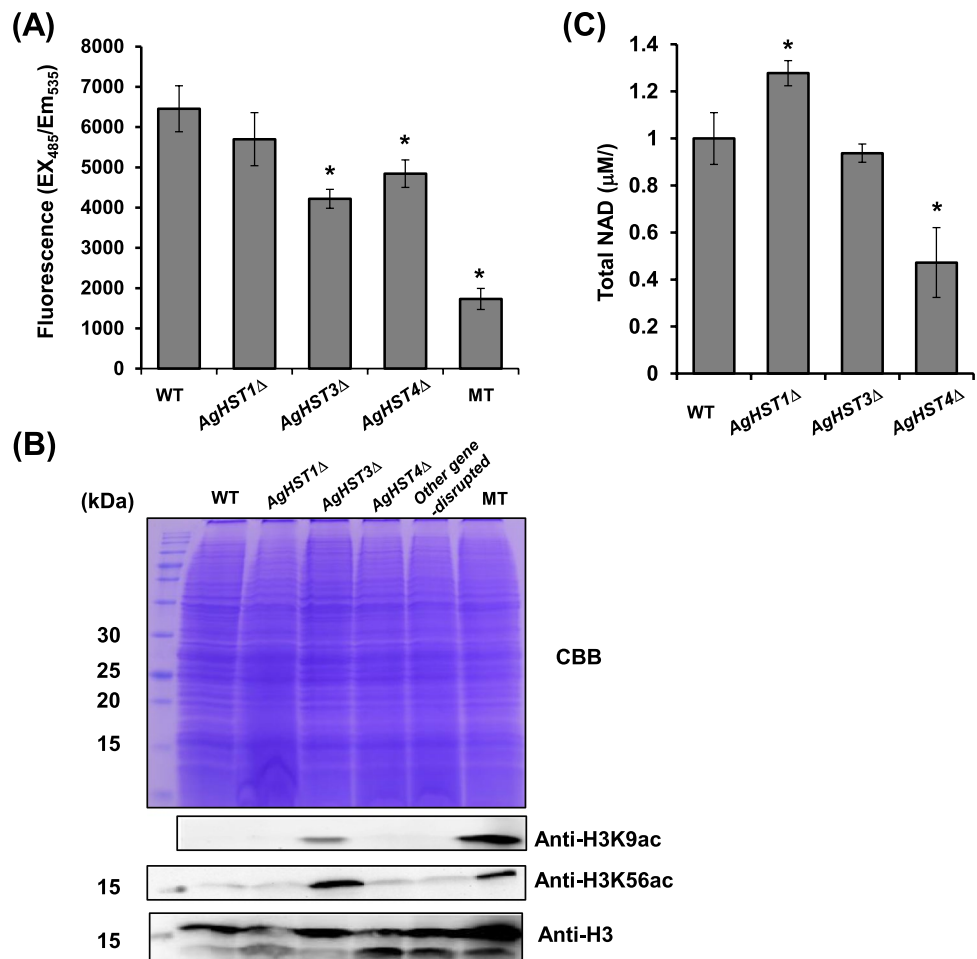 (A)
8000
7000
6000
5000
4000
3000
2000
1000
0
Fluorescence (EX485/Em535)
*
*
*
WT
AgHST1Δ
AgHST3Δ
AgHST4Δ
MT
(C)
1.4
1.2
1
0.8
0.6
0.4
0.2
0
Total NAD (μM/)
*
*
WT
AgHST1Δ
AgHST3Δ
AgHST4Δ
(B)
(kDa)
WT
AgHST1Δ
AgHST3Δ
AgHST4Δ
Other gene
-disrupted
MT
30
25
20
15
CBB
Anti-H3K9ac
15
Anti-H3K56ac
15
Anti-H3